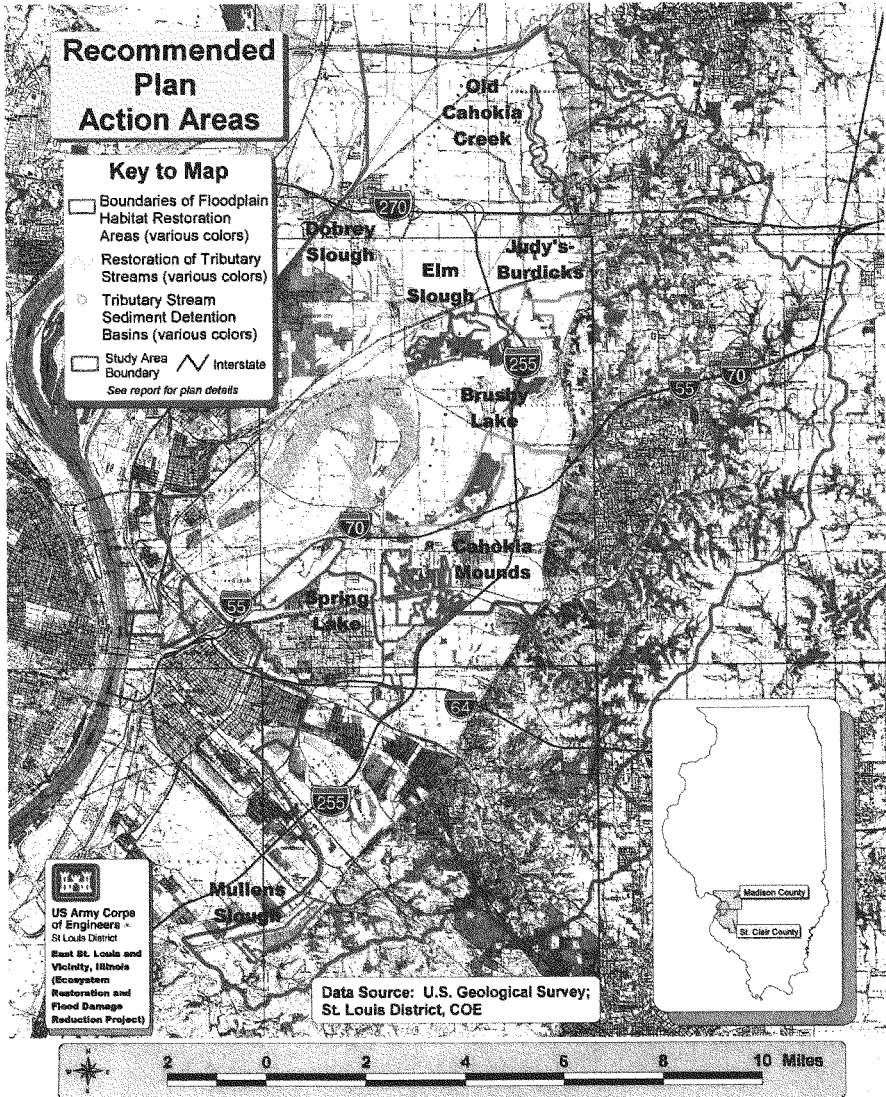 Recommended
Plan
Action Areas
Key to Map
Boundaries of Floodplain
Habitat Restoration
Areas (various colors)
Restoration of Tributary
Streams (various colors)
Tributary Stream
Sediment Detention
Basins (various colors)
Study Area
Boundary
Interstate
See report for plan details
Old
Cahokia
Creek
270
Dobrey
Slough
Judy's-
Burdicks
Elm
Slough
255
55
70
Brushy
Lake
70
Cahokia
Mounds
55
Spring
Lake
64
255
Mullens
Slough
Madison County
St. Clair County
US Army Corps
of Engineers
St Louis District
East St. Louis and
Vicinity, Illinois
(Ecosystem
Restoration and
Flood Damage
Reduction Project)
Data Source: U.S. Geological Survey;
St. Louis District, COE
2 0 2 4 6 8 10 Miles